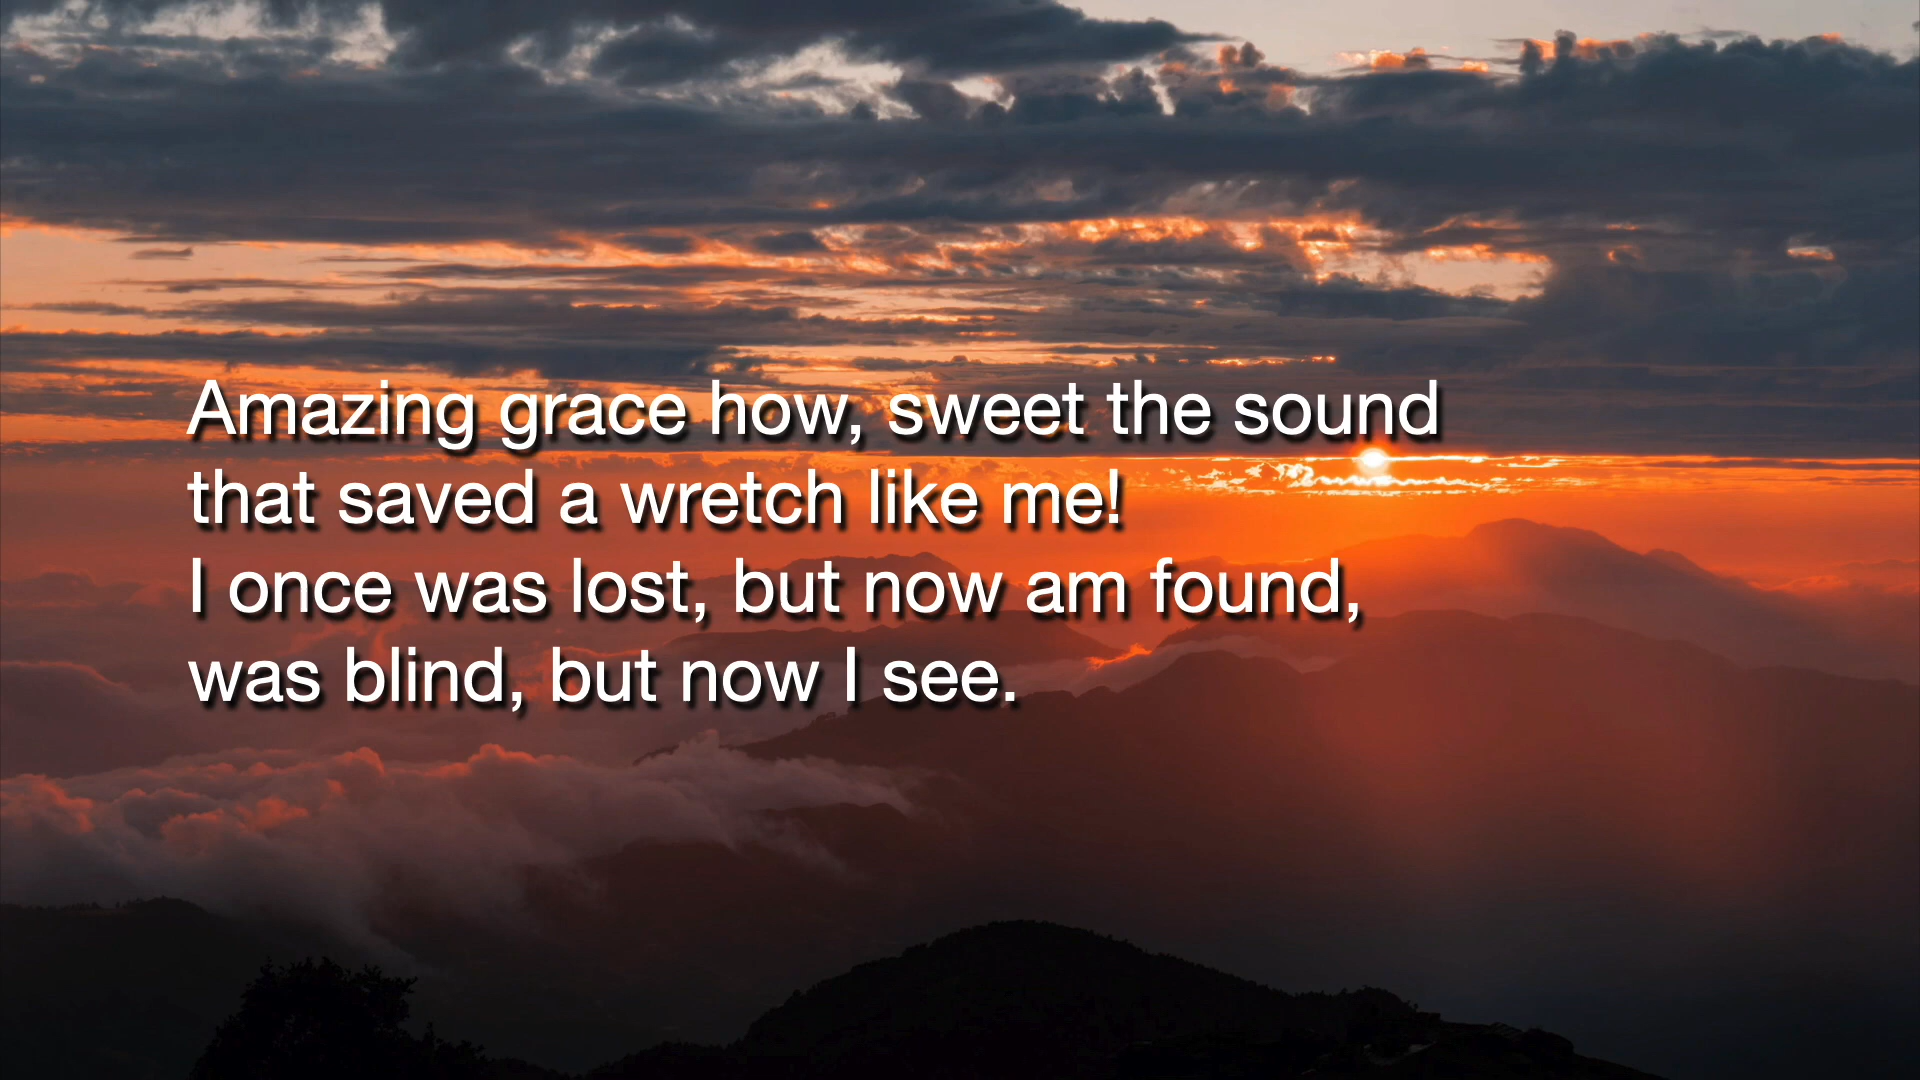 Amazing grace how, sweet the sound
that saved a wretch like me!
I once was lost, but now am found,
was blind, but now I see.